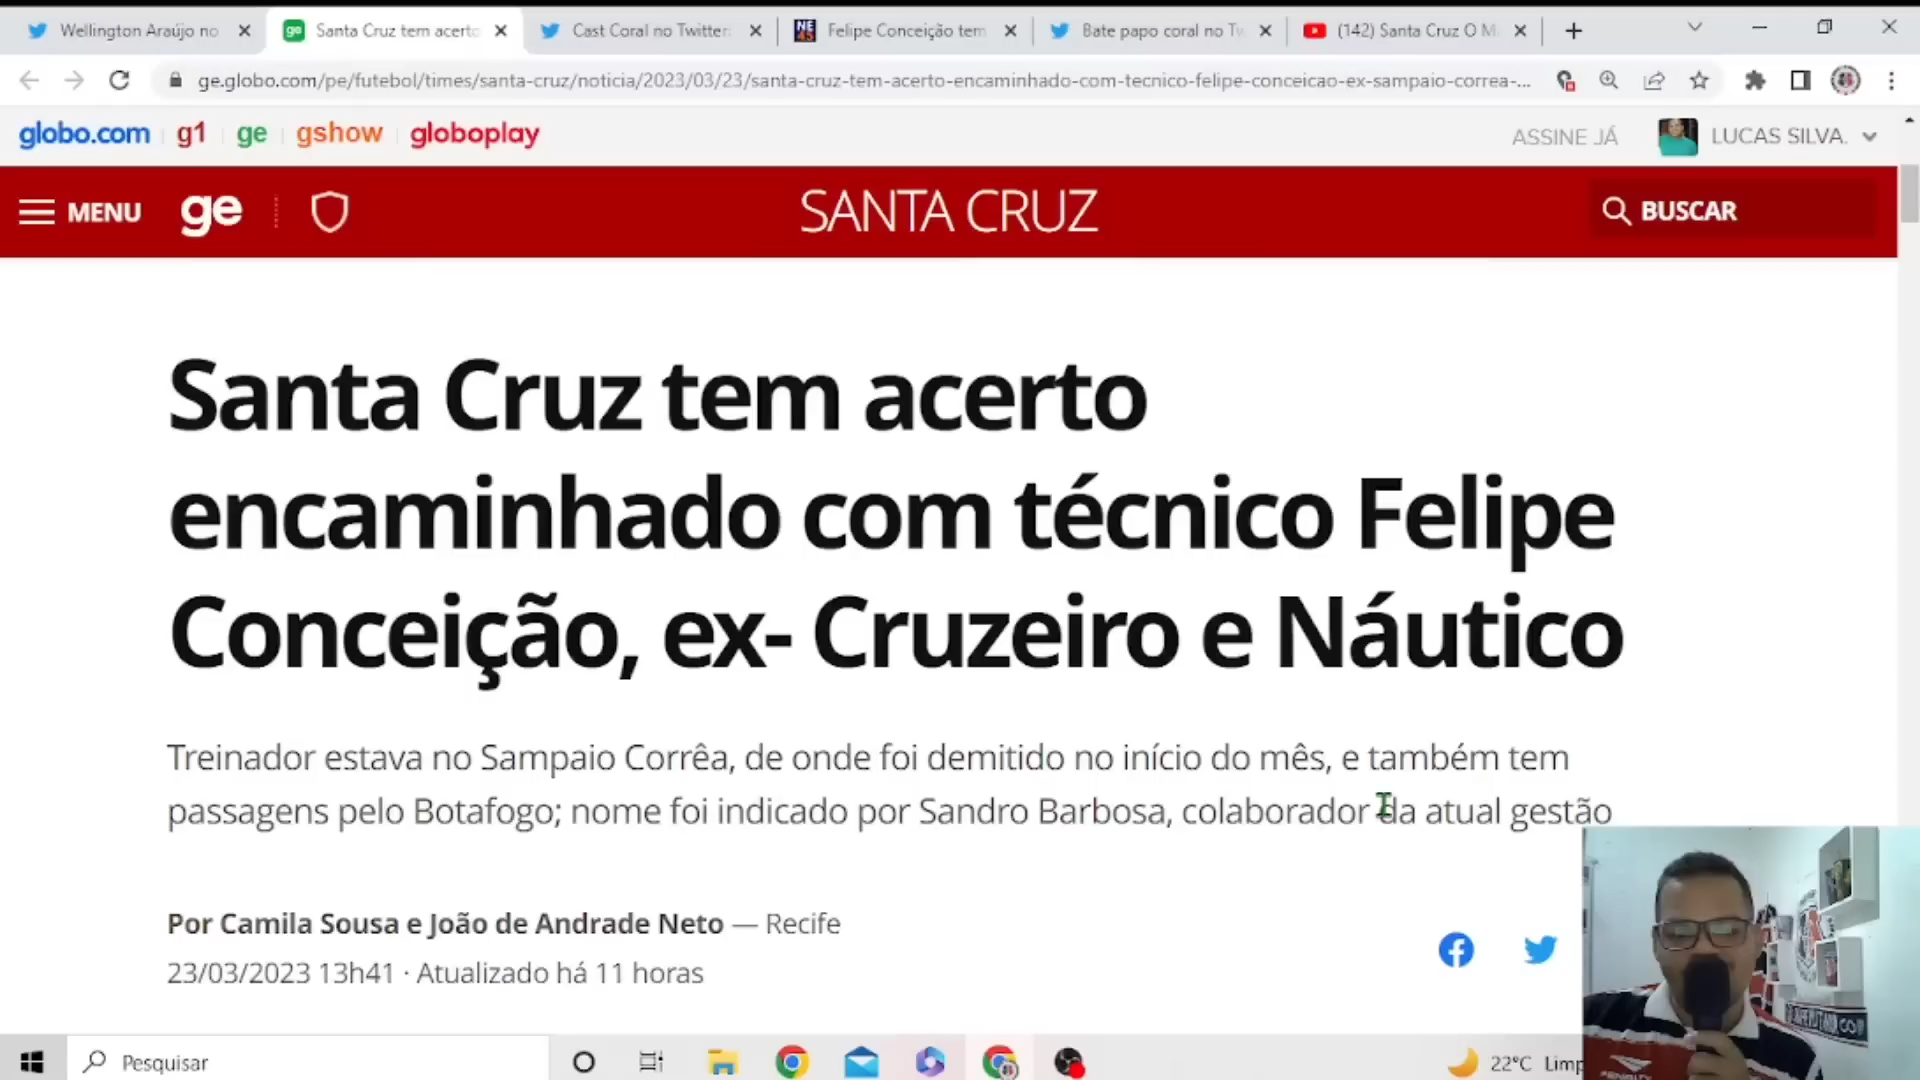 Wellington Araújo no
Santa Cruz tem acerto
Cast Coral no Twitter:
NE45
Felipe Conceição tem
Bate papo coral no Tw
(142) Santa Cruz O M
ge.globo.com/pe/futebol/times/santa-cruz/noticia/2023/03/23/santa-cruz-tem-acerto-encaminhado-com-tecnico-felipe-conceicao-ex-sampaio-correa-...
globo.com g1 ge gshow globoplay
ASSINE JÁ
LUCAS SILVA.
MENU ge
SANTA CRUZ
BUSCAR
Santa Cruz tem acerto
encaminhado com técnico Felipe
Conceição, ex- Cruzeiro e Náutico
Treinador estava no Sampaio Corrêa, de onde foi demitido no início do mês, e também tem
passagens pelo Botafogo; nome foi indicado por Sandro Barbosa, colaborador da atual gestão
Por Camila Sousa e João de Andrade Neto — Recife
23/03/2023 13h41 · Atualizado há 11 horas
Pesquisar
22°C Limp